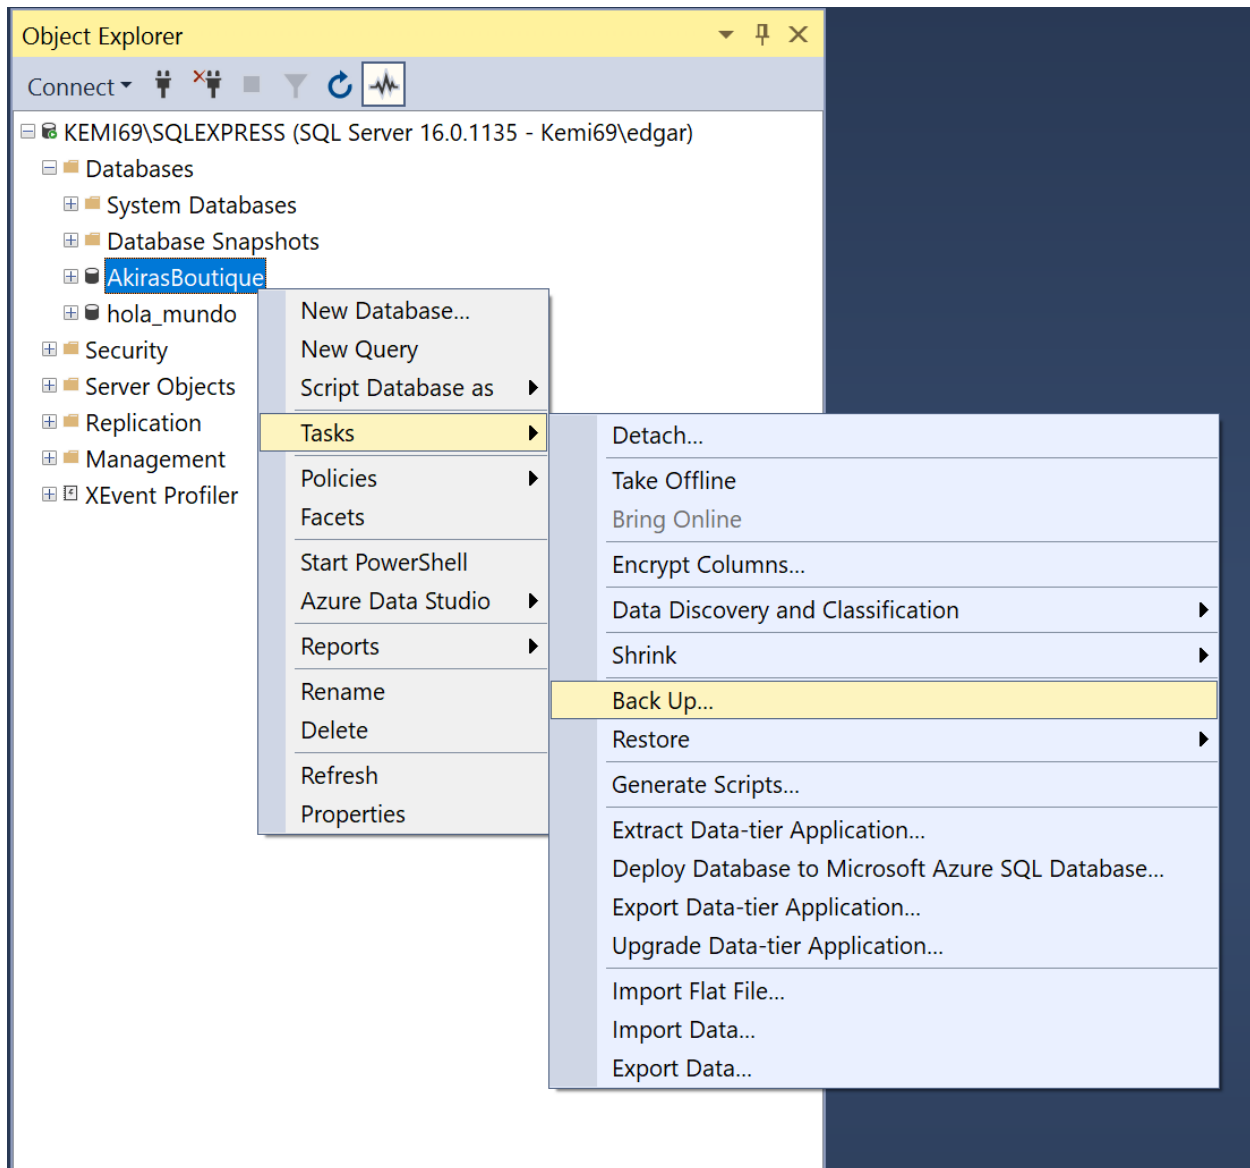 Object Explorer
Connect
KEMI69\SQLEXPRESS (SQL Server 16.0.1135 - Kemi69\edgar)
Databases
System Databases
Database Snapshots
AkirasBoutique
hola_mundo
Security
Server Objects
Replication
Management
XEvent Profiler
New Database...
New Query
Script Database as
Tasks
Policies
Facets
Start PowerShell
Azure Data Studio
Reports
Rename
Delete
Refresh
Properties
Detach...
Take Offline
Bring Online
Encrypt Columns...
Data Discovery and Classification
Shrink
Back Up...
Restore
Generate Scripts...
Extract Data-tier Application...
Deploy Database to Microsoft Azure SQL Database...
Export Data-tier Application...
Upgrade Data-tier Application...
Import Flat File...
Import Data...
Export Data...